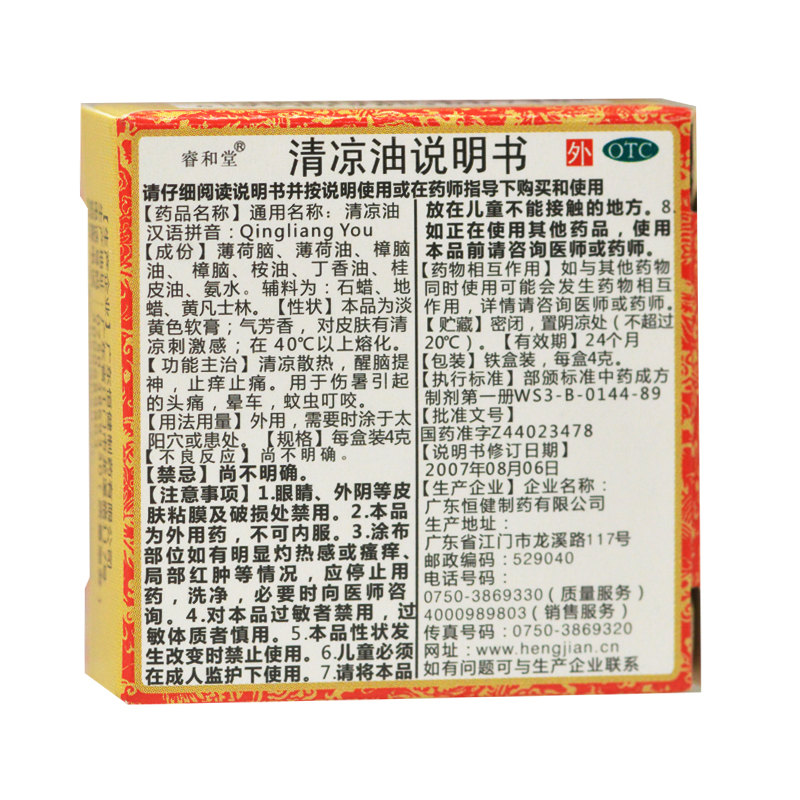 睿和堂® 清凉油说明书 外 OTC
请仔细阅读说明书并按说明使用或在药师指导下购买和使用
【药品名称】通用名称：清凉油
汉语拼音：Qingliang You
【成份】薄荷脑、薄荷油、樟脑
油、樟脑、桉油、丁香油、桂
皮油、氨水。辅料为：石蜡、地
蜡、黄凡士林。【性状】本品为淡
黄色软膏；气芳香，对皮肤有清
凉刺激感；在40℃以上熔化。
【功能主治】清凉散热，醒脑提
神，止痒止痛。用于伤暑引起
的头痛，晕车，蚊虫叮咬。
【用法用量】外用，需要时涂于太
阳穴或患处。【规格】每盒装4克
【不良反应】尚不明确。
【禁忌】尚不明确。
【注意事项】1.眼睛、外阴等皮
肤粘膜及破损处禁用。2.本品
为外用药，不可内服。3.涂布
部位如有明显灼热感或瘙痒、
局部红肿等情况，应停止用
药，洗净，必要时向医师咨
询。4.对本品过敏者禁用，过
敏体质者慎用。5.本品性状发
生改变时禁止使用。6.儿童必须
在成人监护下使用。7.请将本品
放在儿童不能接触的地方。8.
如正在使用其他药品，使用
本品前请咨询医师或药师。
【药物相互作用】如与其他药物
同时使用可能会发生药物相互
作用，详情请咨询医师或药师。
【贮藏】密闭，置阴凉处（不超过
20℃）。【有效期】24个月
【包装】铁盒装，每盒4克。
【执行标准】部颁标准中药成方
制剂第一册WS3-B-0144-89
【批准文号】
国药准字Z44023478
【说明书修订日期】
2007年08月06日
【生产企业】企业名称：
广东恒健制药有限公司
生产地址：
广东省江门市龙溪路117号
邮政编码：529040
电话号码：
0750-3869330（质量服务）
4000989803（销售服务）
传真号码：0750-3869320
网址：www.hengjian.cn
如有问题可与生产企业联系